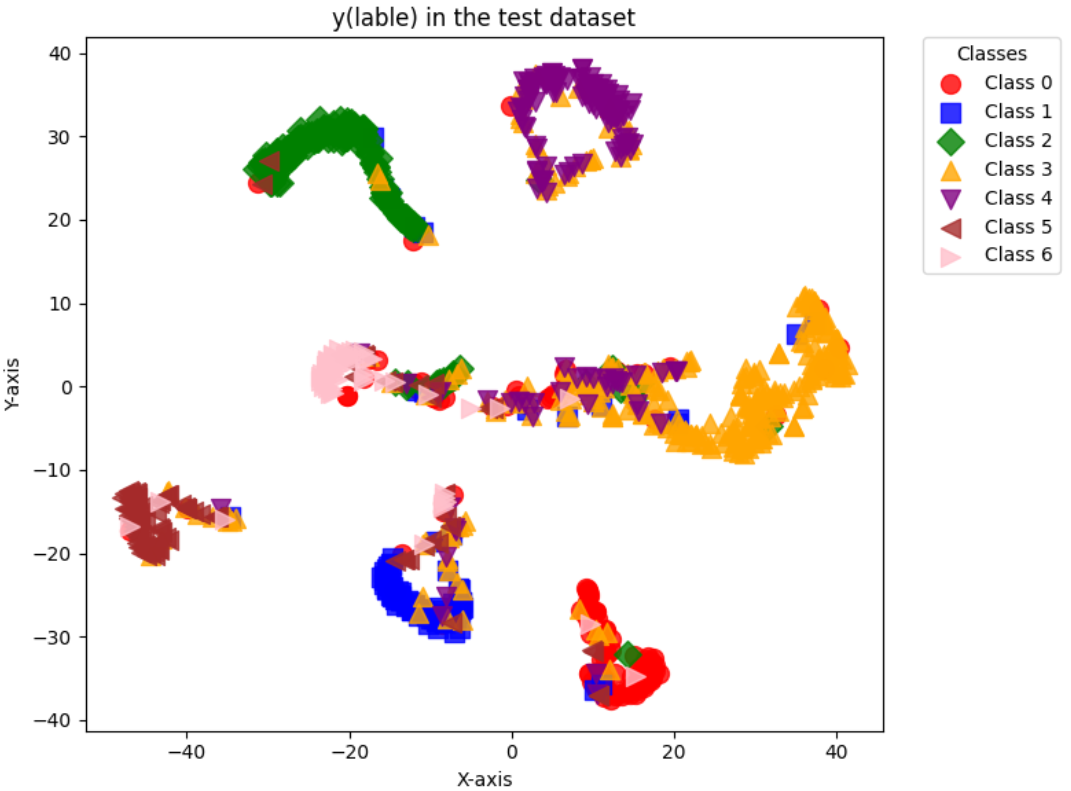 y(lable) in the test dataset
Classes
Class 0
Class 1
Class 2
Class 3
Class 4
Class 5
Class 6
40
30
20
10
0
−10
−20
−30
−40
Y-axis
−40 −20 0 20 40
X-axis